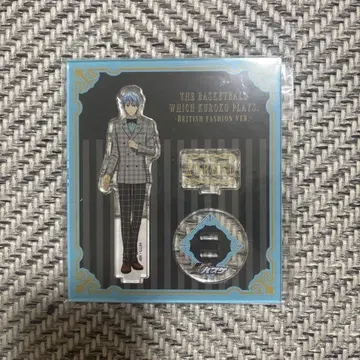 THE BASKETBALL
WHICH KUROKO PLAYS.
-BRITISH FASHION VER.-